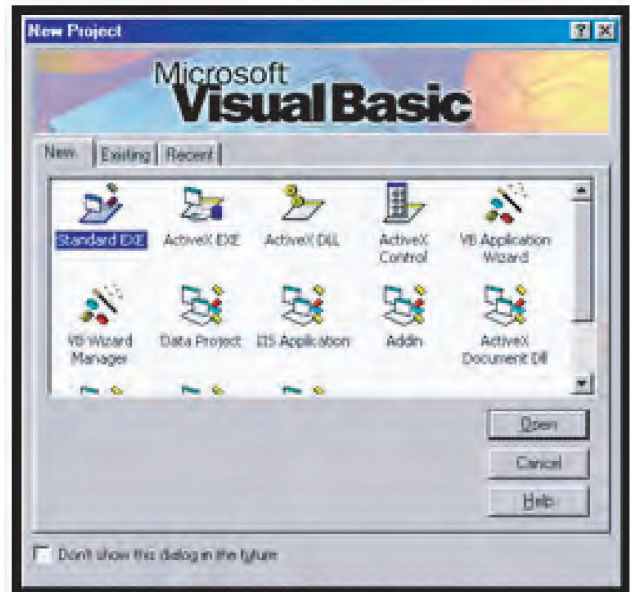 New Project
Microsoft
Visual Basic
New Existing Recent
Standard EXE ActiveX EXE ActiveX DLL ActiveX Control VB Application Wizard
VB Wizard Manager Data Project IIS Application Addin ActiveX Document Dll
Open
Cancel
Help
Don't show this dialog in the future